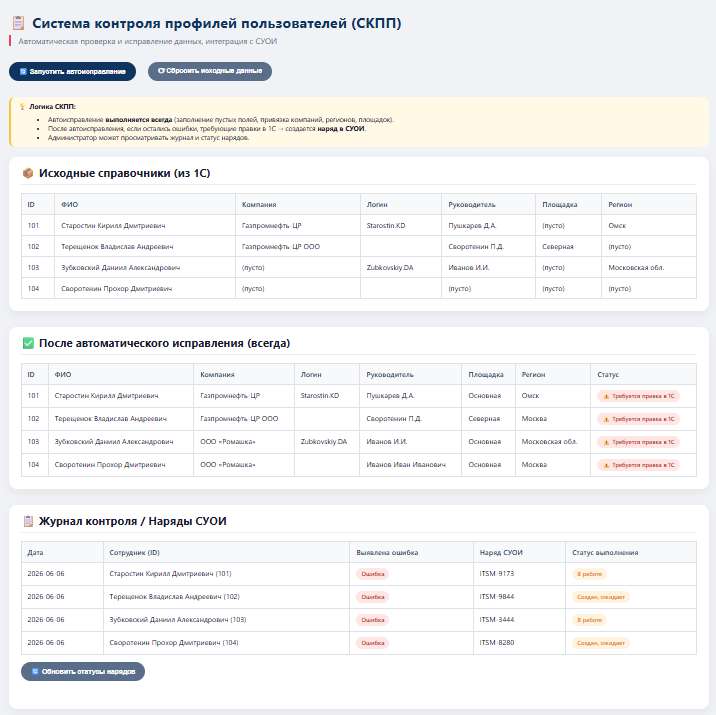 📋 Система контроля профилей пользователей (СКПП)
Автоматическая проверка и исправление данных, интеграция с СУОИ
🔄 Запустить автоисправление   Сбросить исходные данные
💡 Логика СКПП:
• Автоисправление выполняется всегда (заполнение пустых полей, привязка компаний, регионов, площадок).
• После автоисправления, если остались ошибки, требующие правки в 1С → создается наряд в СУОИ.
• Администратор может просматривать журнал и статус нарядов.
📦 Исходные справочники (из 1С)
ID ФИО Компания Логин Руководитель Площадка Регион
101 Старостин Кирилл Дмитриевич Газпромнефть-ЦР Starostin.KD Пушкарев Д.А. (пусто) Омск
102 Терещенок Владислав Андреевич Газпромнефть-ЦР ООО Своротенин П.Д. Северная (пусто)
103 Зубковский Даниил Александрович (пусто) Zubkovskiy.DA Иванов И.И. (пусто) Московская обл.
104 Своротенин Прохор Дмитриевич (пусто) (пусто) (пусто) (пусто)
✅ После автоматического исправления (всегда)
ID ФИО Компания Логин Руководитель Площадка Регион Статус
101 Старостин Кирилл Дмитриевич Газпромнефть-ЦР Starostin.KD Пушкарев Д.А. Основная Омск ⚠ Требуется правка в 1С
102 Терещенок Владислав Андреевич Газпромнефть-ЦР ООО Своротенин П.Д. Северная Москва ⚠ Требуется правка в 1С
103 Зубковский Даниил Александрович ООО «Ромашка» Zubkovskiy.DA Иванов И.И. Основная Московская обл. ⚠ Требуется правка в 1С
104 Своротенин Прохор Дмитриевич ООО «Ромашка» Иванов Иван Иванович Основная Москва ⚠ Требуется правка в 1С
📋 Журнал контроля / Наряды СУОИ
Дата Сотрудник (ID) Выявлена ошибка Наряд СУОИ Статус выполнения
2026-06-06 Старостин Кирилл Дмитриевич (101) Ошибка ITSM-9173 В работе
2026-06-06 Терещенок Владислав Андреевич (102) Ошибка ITSM-9844 Создан, ожидает
2026-06-06 Зубковский Даниил Александрович (103) Ошибка ITSM-3444 В работе
2026-06-06 Своротенин Прохор Дмитриевич (104) Ошибка ITSM-8280 Создан, ожидает
🔄 Обновить статусы нарядов